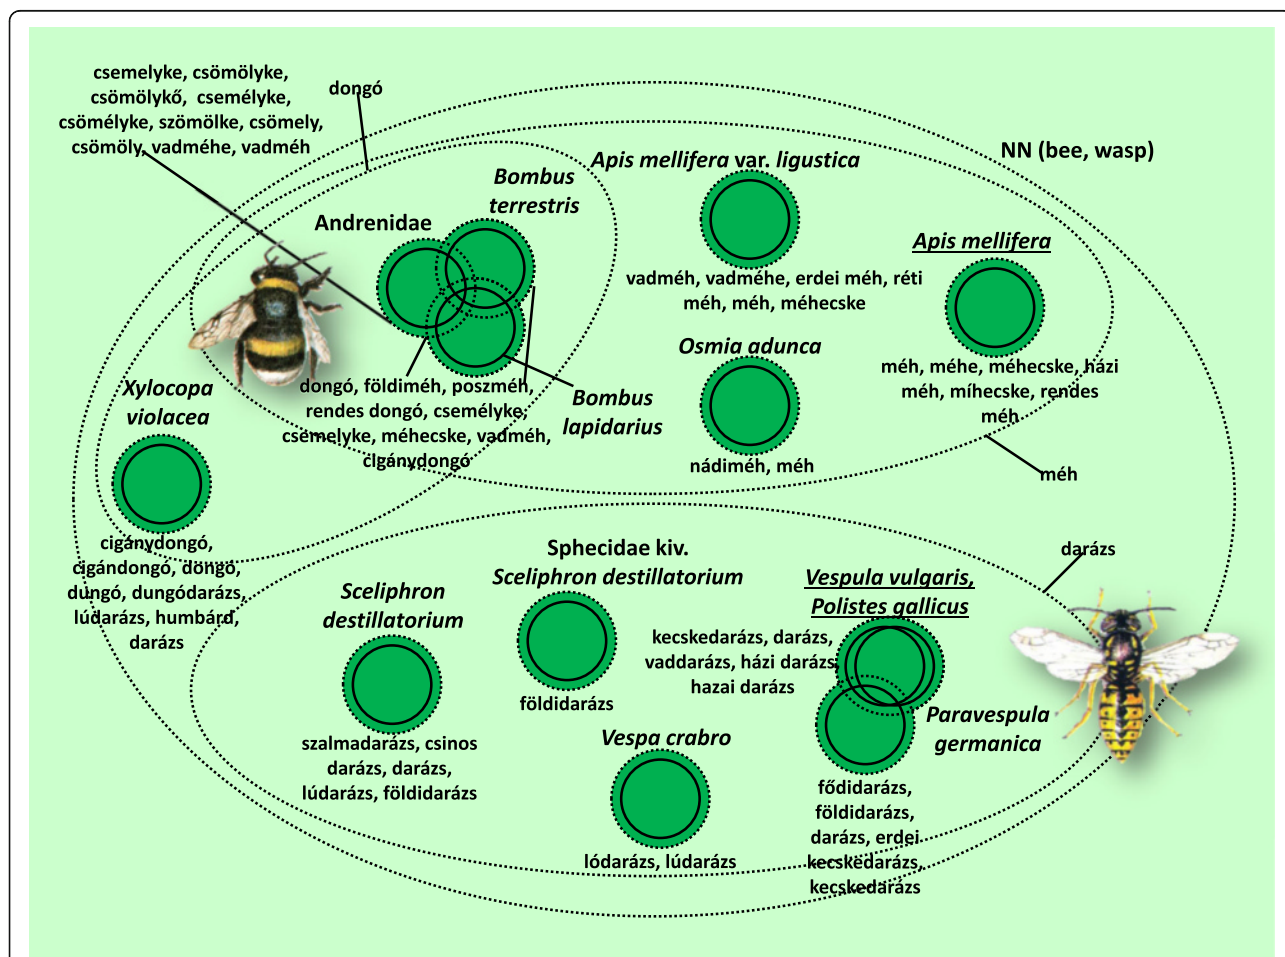 csemelyke, csömölyke,
csömölykő, csemélyke,
csömélyke, szömölke, csömely,
csömöly, vadméhe, vadméh
dongó
NN (bee, wasp)
Apis mellifera var. ligustica
Bombus
terrestris
Andrenidae
Apis mellifera
vadméh, vadméhe, erdei méh, réti
méh, méh, méhecske
Osmia adunca
méh, méhe, méhecske, házi
méh, míhecske, rendes
méh
Xylocopa
violacea
dongó, földiméh, poszméh,
rendes dongó, csemélyke,
csemelyke, méhecske, vadméh,
cigánydongó
Bombus
lapidarius
nádiméh, méh
méh
cigánydongó,
cigándongó, döngö,
dungó, dungódarázs,
lúdarázs, humbárd,
darázs
Sphecidae kiv.
Sceliphron destillatorium
darázs
Sceliphron
destillatorium
Vespula vulgaris,
Polistes gallicus
kecskedarázs, darázs,
vaddarázs, házi darázs,
hazai darázs
földidarázs
Paravespula
germanica
szalmadarázs, csinos
darázs, darázs,
lúdarázs, földidarázs
Vespa crabro
fődidarázs,
földidarázs,
darázs, erdei
kecskedarázs,
kecskedarázs
lódarázs, lúdarázs